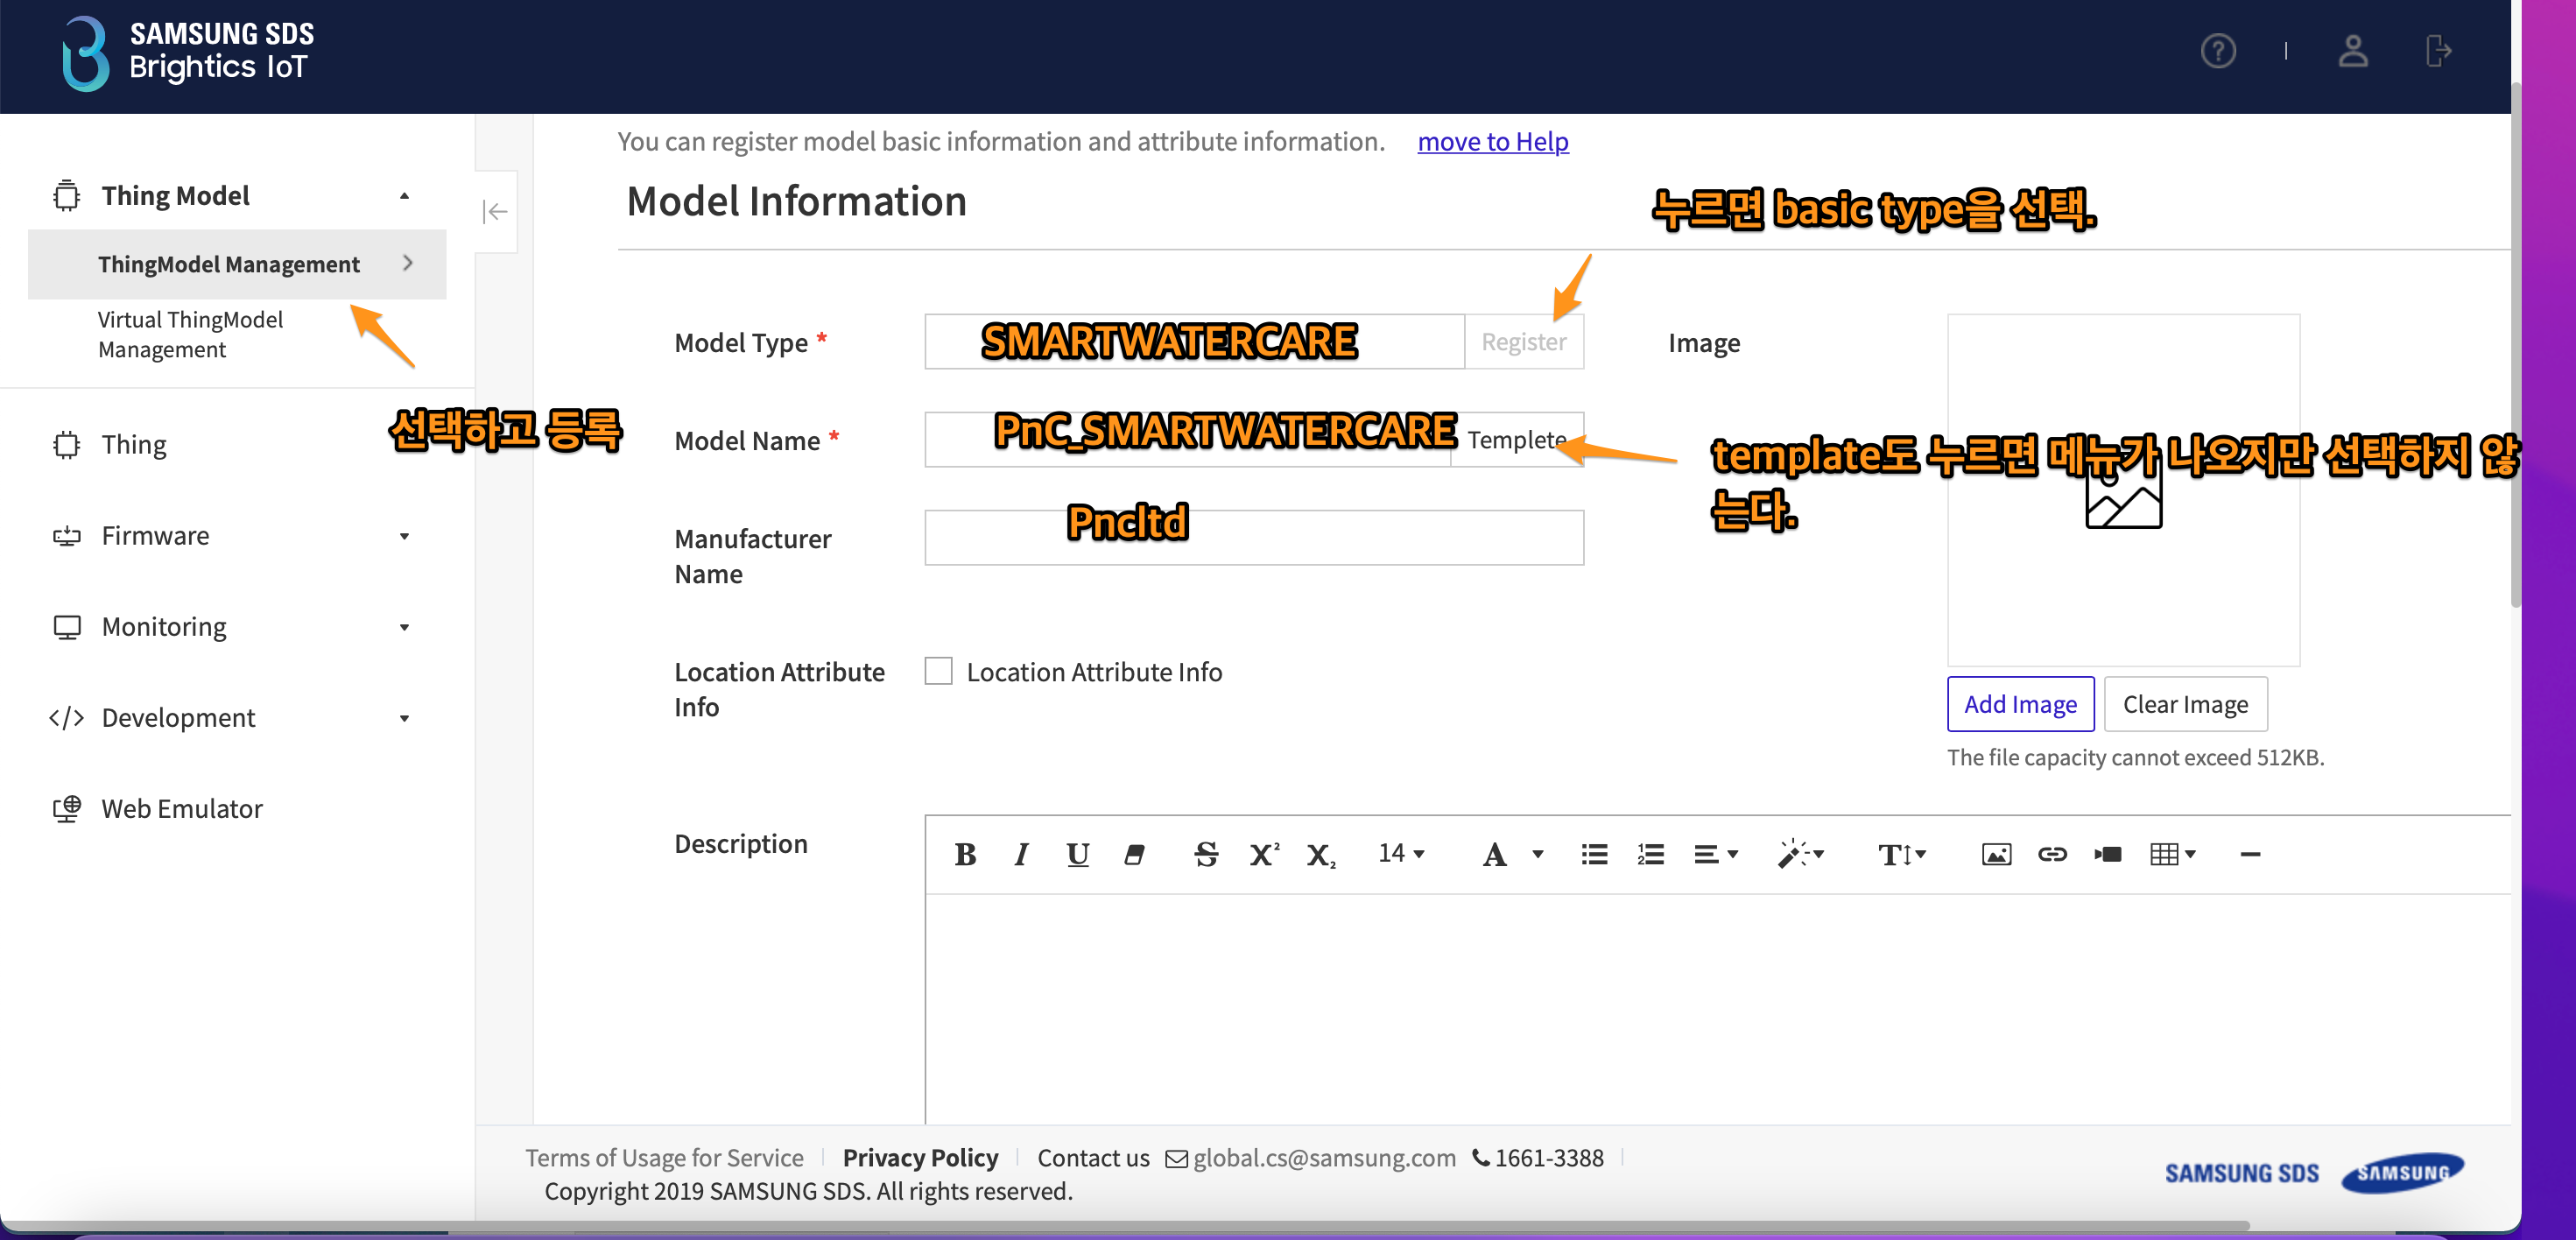 SAMSUNG SDS
Brightics IoT
You can register model basic information and attribute information. move to Help
Thing Model
ThingModel Management
Virtual ThingModel
Management
Thing
Firmware
Monitoring
Development
Web Emulator
선택하고 등록
Model Information
누르면 basic type을 선택.
Model Type *
SMARTWATERCARE
Register
Image
Model Name *
PnC_SMARTWATERCARE
Templete
template도 누르면 메뉴가 나오지만 선택하지 않
는다.
Manufacturer
Name
Pncltd
Location Attribute
Info
Location Attribute Info
Add Image
Clear Image
The file capacity cannot exceed 512KB.
Description
B I U S X² X₂ 14 A T
Terms of Usage for Service Privacy Policy Contact us global.cs@samsung.com 1661-3388
Copyright 2019 SAMSUNG SDS. All rights reserved.
SAMSUNG SDS
SAMSUNG